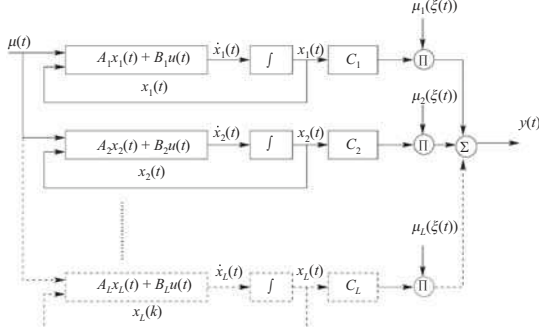 μ(t)
A₁x₁(t) + B₁u(t)
ẋ₁(t)
∫
x₁(t)
C₁
μ₁(ξ(t))
Π
x₁(t)
A₂x₂(t) + B₂u(t)
ẋ₂(t)
∫
x₂(t)
C₂
μ₂(ξ(t))
Π
Σ
y(t)
x₂(t)
A_Lx_L(t) + B_Lu(t)
ẋ_L(t)
∫
x_L(t)
C_L
μ_L(ξ(t))
Π
x_L(k)